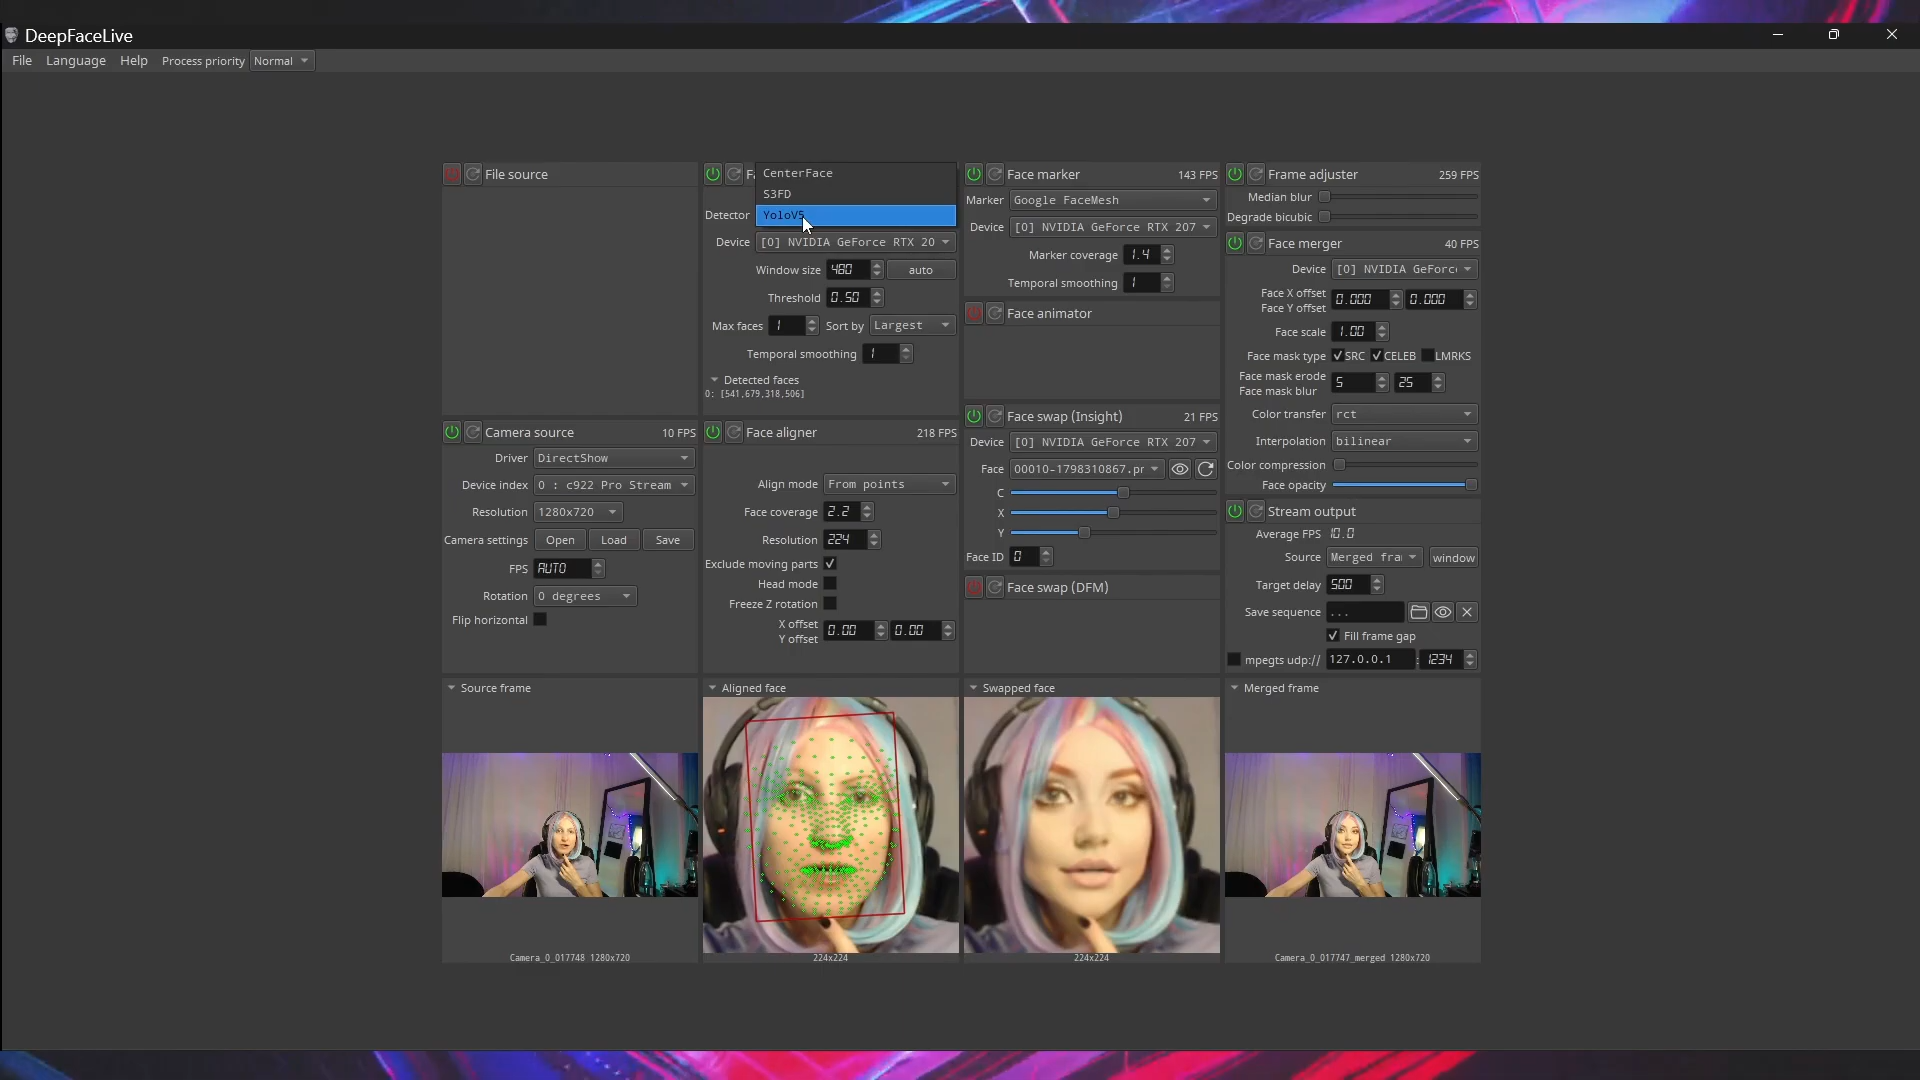 DeepFaceLive
File Language Help Process priority Normal
File source
CenterFace
S3FD
Detector YoloV5
Device [0] NVIDIA GeForce RTX 20
Window size 480 auto
Threshold 0.50
Max faces 1 Sort by Largest
Temporal smoothing 1
Detected faces
0: [541,679,318,506]
Face marker 143 FPS
Marker Google FaceMesh
Device [0] NVIDIA GeForce RTX 207
Marker coverage 1.4
Temporal smoothing 1
Face animator
Frame adjuster 259 FPS
Median blur
Degrade bicubic
Face merger 40 FPS
Device [0] NVIDIA GeForc
Face X offset
Face Y offset 0.000 0.000
Face scale 1.00
Face mask type SRC CELEB LMRKS
Face mask erode
Face mask blur 5 25
Color transfer rct
Interpolation bilinear
Color compression
Face opacity
Camera source 10 FPS
Driver DirectShow
Device index 0 : c922 Pro Stream
Resolution 1280x720
Camera settings Open Load Save
FPS AUTO
Rotation 0 degrees
Flip horizontal
Face aligner 218 FPS
Align mode From points
Face coverage 2.2
Resolution 224
Exclude moving parts
Head mode
Freeze Z rotation
X offset
Y offset 0.00 0.00
Face swap (Insight) 21 FPS
Device [0] NVIDIA GeForce RTX 207
Face 00010-1798310867.pr
C
X
Y
Face ID 0
Face swap (DFM)
Stream output
Average FPS 10.0
Source Merged fra window
Target delay 500
Save sequence ...
Fill frame gap
mpegts udp:// 127.0.0.1 : 1234
Source frame
Camera_0_017748 1280x720
Aligned face
224x224
Swapped face
224x224
Merged frame
Camera_0_017747_merged 1280x720